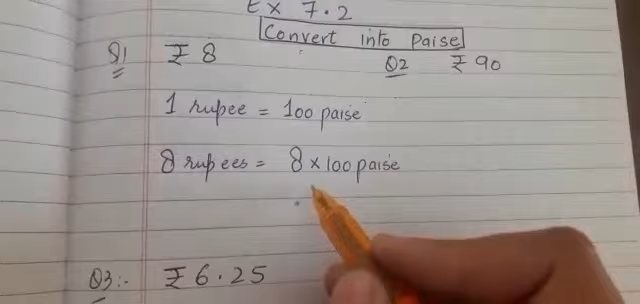 Ex 7.2
Convert into Paise
Q1 ₹ 8
Q2 ₹ 90
1 rupee = 100 paise
8 rupees = 8 × 100 paise
Q3:- ₹ 6.25